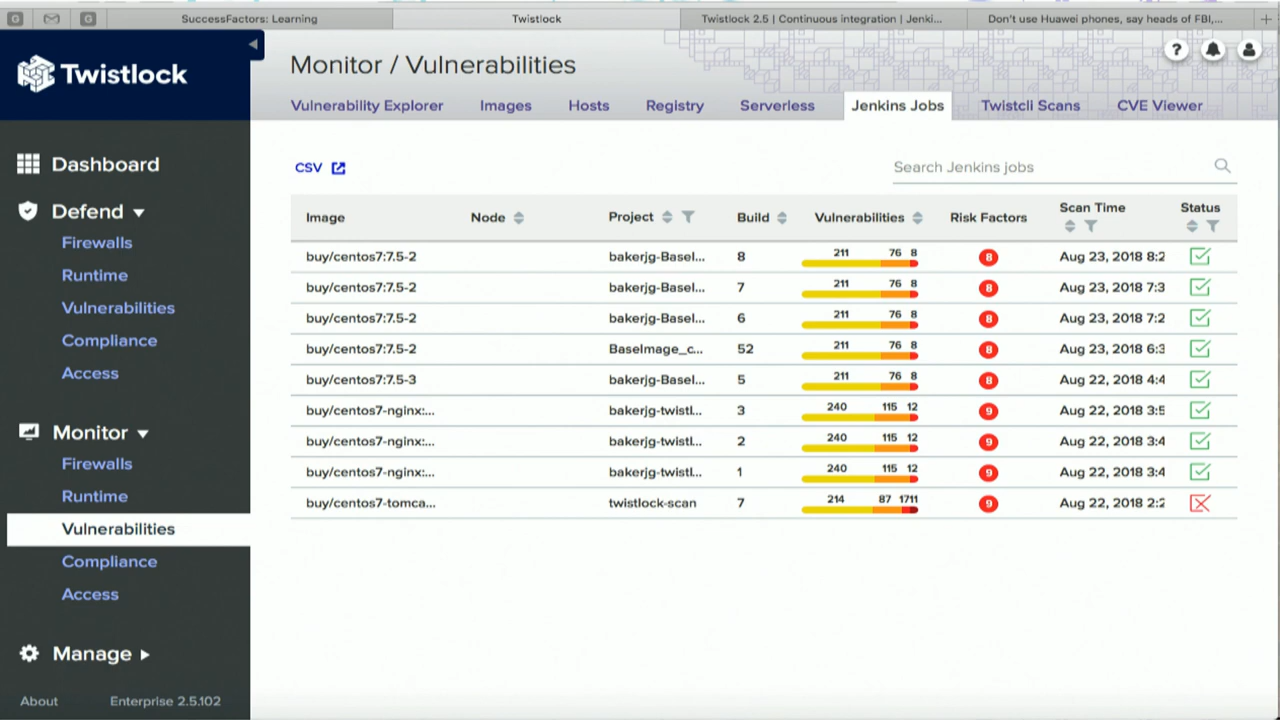 SuccessFactors: Learning
Twistlock
Twistlock 2.5 | Continuous integration | Jenki...
Don't use Huawei phones, say heads of FBI,...
Twistlock
Monitor / Vulnerabilities
Vulnerability Explorer Images Hosts Registry Serverless Jenkins Jobs Twistcli Scans CVE Viewer
Dashboard
Defend
Firewalls
Runtime
Vulnerabilities
Compliance
Access
Monitor
Firewalls
Runtime
Vulnerabilities
Compliance
Access
Manage
About Enterprise 2.5.102
CSV
Search Jenkins jobs
Image Node Project Build Vulnerabilities Risk Factors Scan Time Status
buy/centos7:7.5-2 bakerjg-Basel... 8 211 76 8 8 Aug 23, 2018 8:2
buy/centos7:7.5-2 bakerjg-Basel... 7 211 76 8 8 Aug 23, 2018 7:3
buy/centos7:7.5-2 bakerjg-Basel... 6 211 76 8 8 Aug 23, 2018 7:2
buy/centos7:7.5-2 BaseImage_c... 52 211 76 8 8 Aug 23, 2018 6:3
buy/centos7:7.5-3 bakerjg-Basel... 5 211 76 8 8 Aug 22, 2018 4:4
buy/centos7-nginx:... bakerjg-twistl... 3 240 115 12 9 Aug 22, 2018 3:5
buy/centos7-nginx:... bakerjg-twistl... 2 240 115 12 9 Aug 22, 2018 3:4
buy/centos7-nginx:... bakerjg-twistl... 1 240 115 12 9 Aug 22, 2018 3:4
buy/centos7-tomca... twistlock-scan 7 214 87 1711 9 Aug 22, 2018 2:2